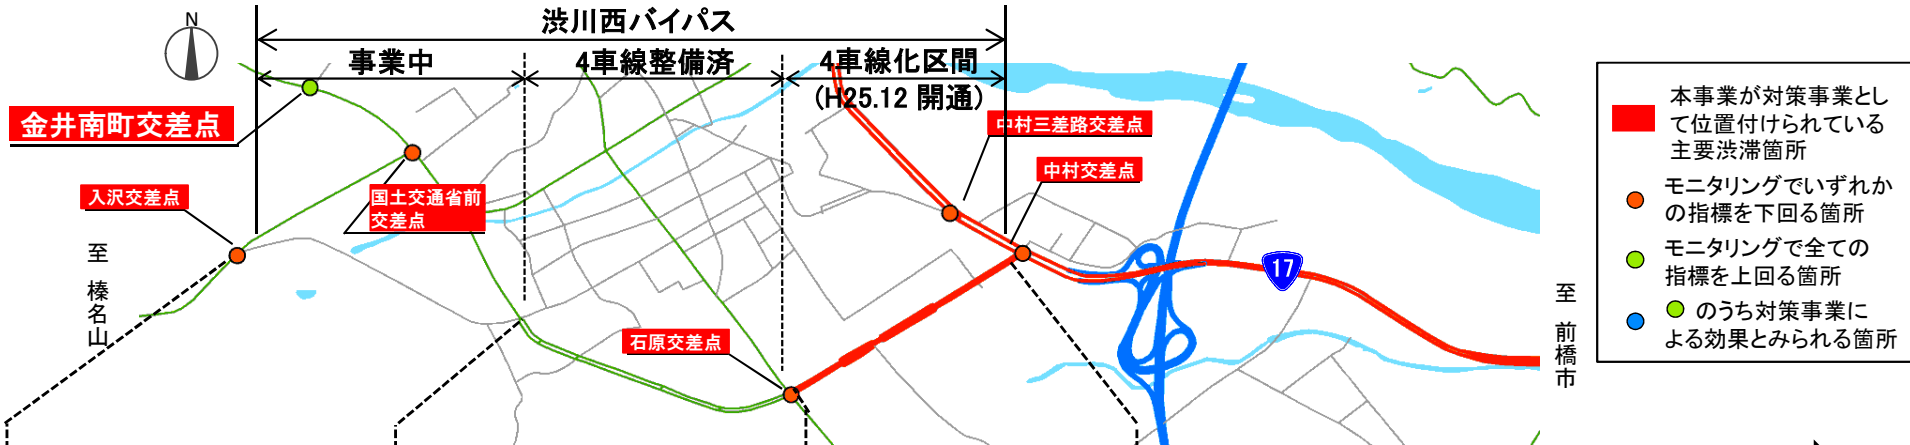 N
渋川西バイパス
事業中
4車線整備済
4車線化区間
(H25.12 開通)
金井南町交差点
入沢交差点
国土交通省前
交差点
中村三差路交差点
中村交差点
石原交差点
17
至 榛名山
至 前橋市
本事業が対策事業とし
て位置付けられている
主要渋滞箇所
モニタリングでいずれか
の指標を下回る箇所
モニタリングで全ての
指標を上回る箇所
のうち対策事業に
よる効果とみられる箇所